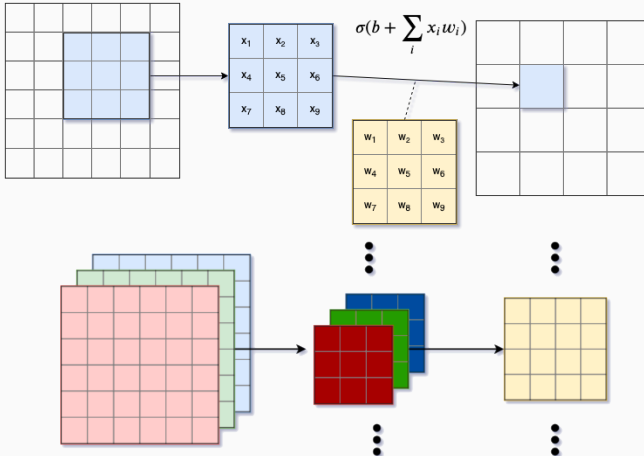 σ(b + ∑ᵢ xᵢwᵢ)
x₁ x₂ x₃
x₄ x₅ x₆
x₇ x₈ x₉
w₁ w₂ w₃
w₄ w₅ w₆
w₇ w₈ w₉